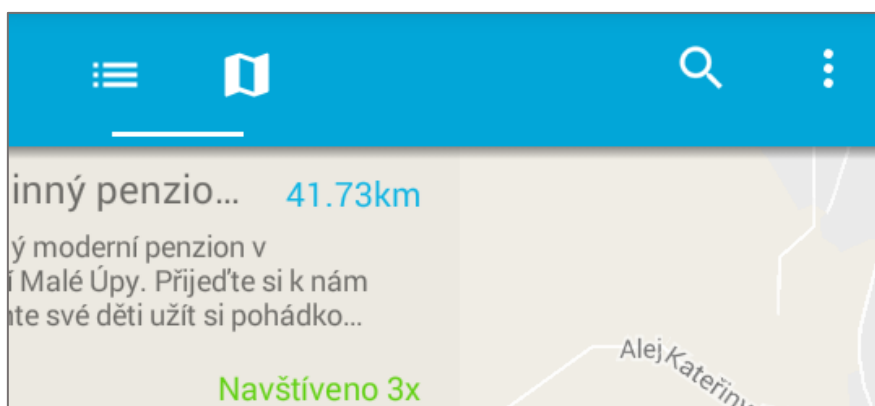 inný penzio... 41.73km
ý moderní penzion v
í Malé Úpy. Přijeďte si k nám
te své děti užít si pohádko...
Navštíveno 3x
Alej Kateřiny